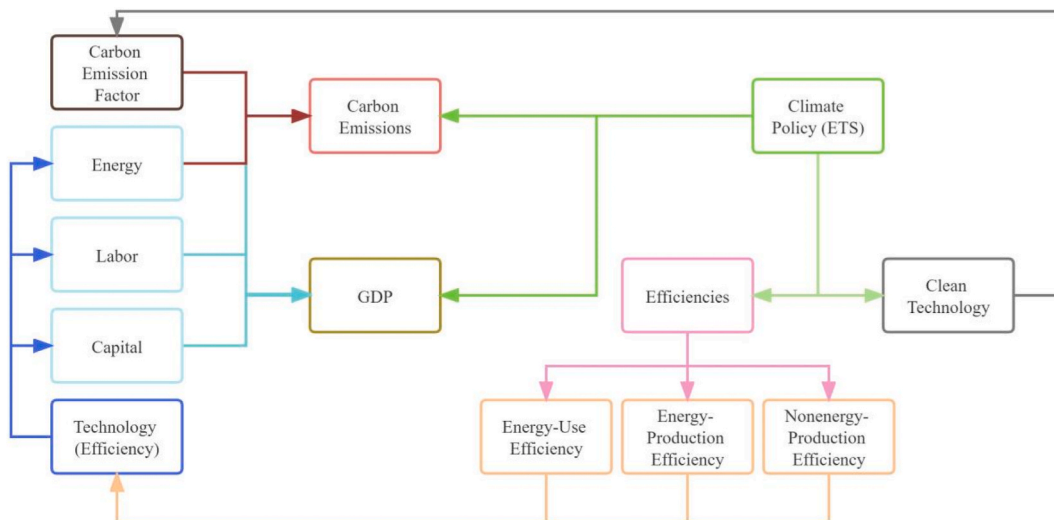 Carbon
Emission
Factor
Carbon
Emissions
Climate
Policy (ETS)
Energy
Labor
GDP
Efficiencies
Clean
Technology
Capital
Technology
(Efficiency)
Energy-Use
Efficiency
Energy-
Production
Efficiency
Nonenergy-
Production
Efficiency